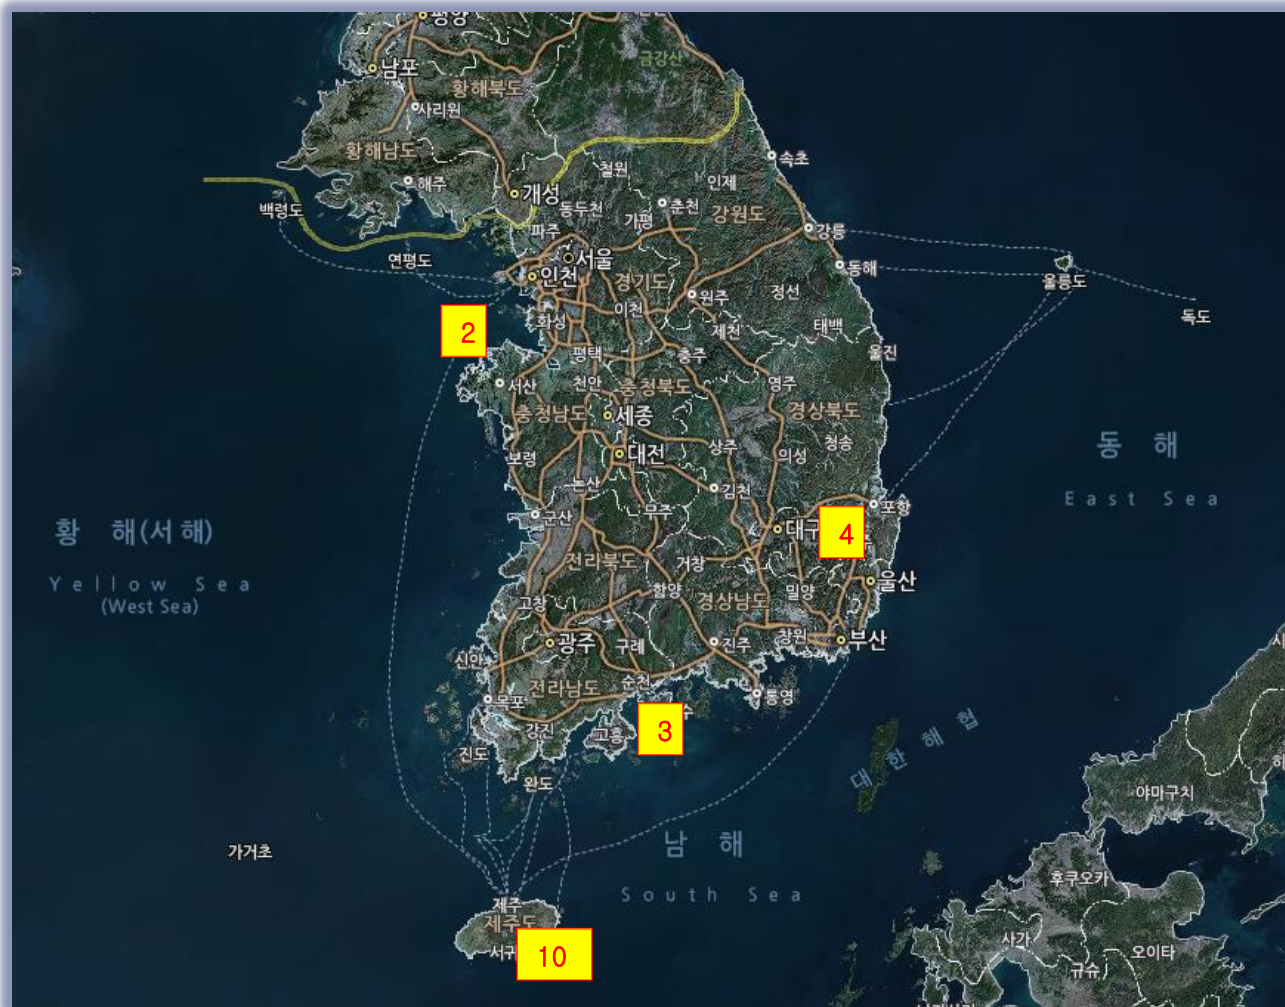 평양
남포
금강산
황해북도
사리원
황해남도
속초
철원
인제
해주
개성
백령도
동두천
가평
춘천
강원도
파주
강릉
연평도
서울
동해
인천
경기도
울릉도
정선
원주
이천
독도
2
화성
제천
태백
평택
충주
울진
서산
천안
충청북도
영주
충청남도
세종
경상북도
상주
청송
동 해
보령
대전
의성
논산
김천
East Sea
포항
무주
군산
대구
4
황 해(서해)
전라북도
거창
Yellow Sea
(West Sea)
울산
함양
밀양
고창
경상남도
광주
구례
진주
창원
부산
신안
순천
전라남도
목포
통영
3
강진
고흥
진도
대한해협
완도
야마구치
남 해
가거초
후쿠오카
South Sea
제주
제주도
사가
서귀
10
오이타
규슈